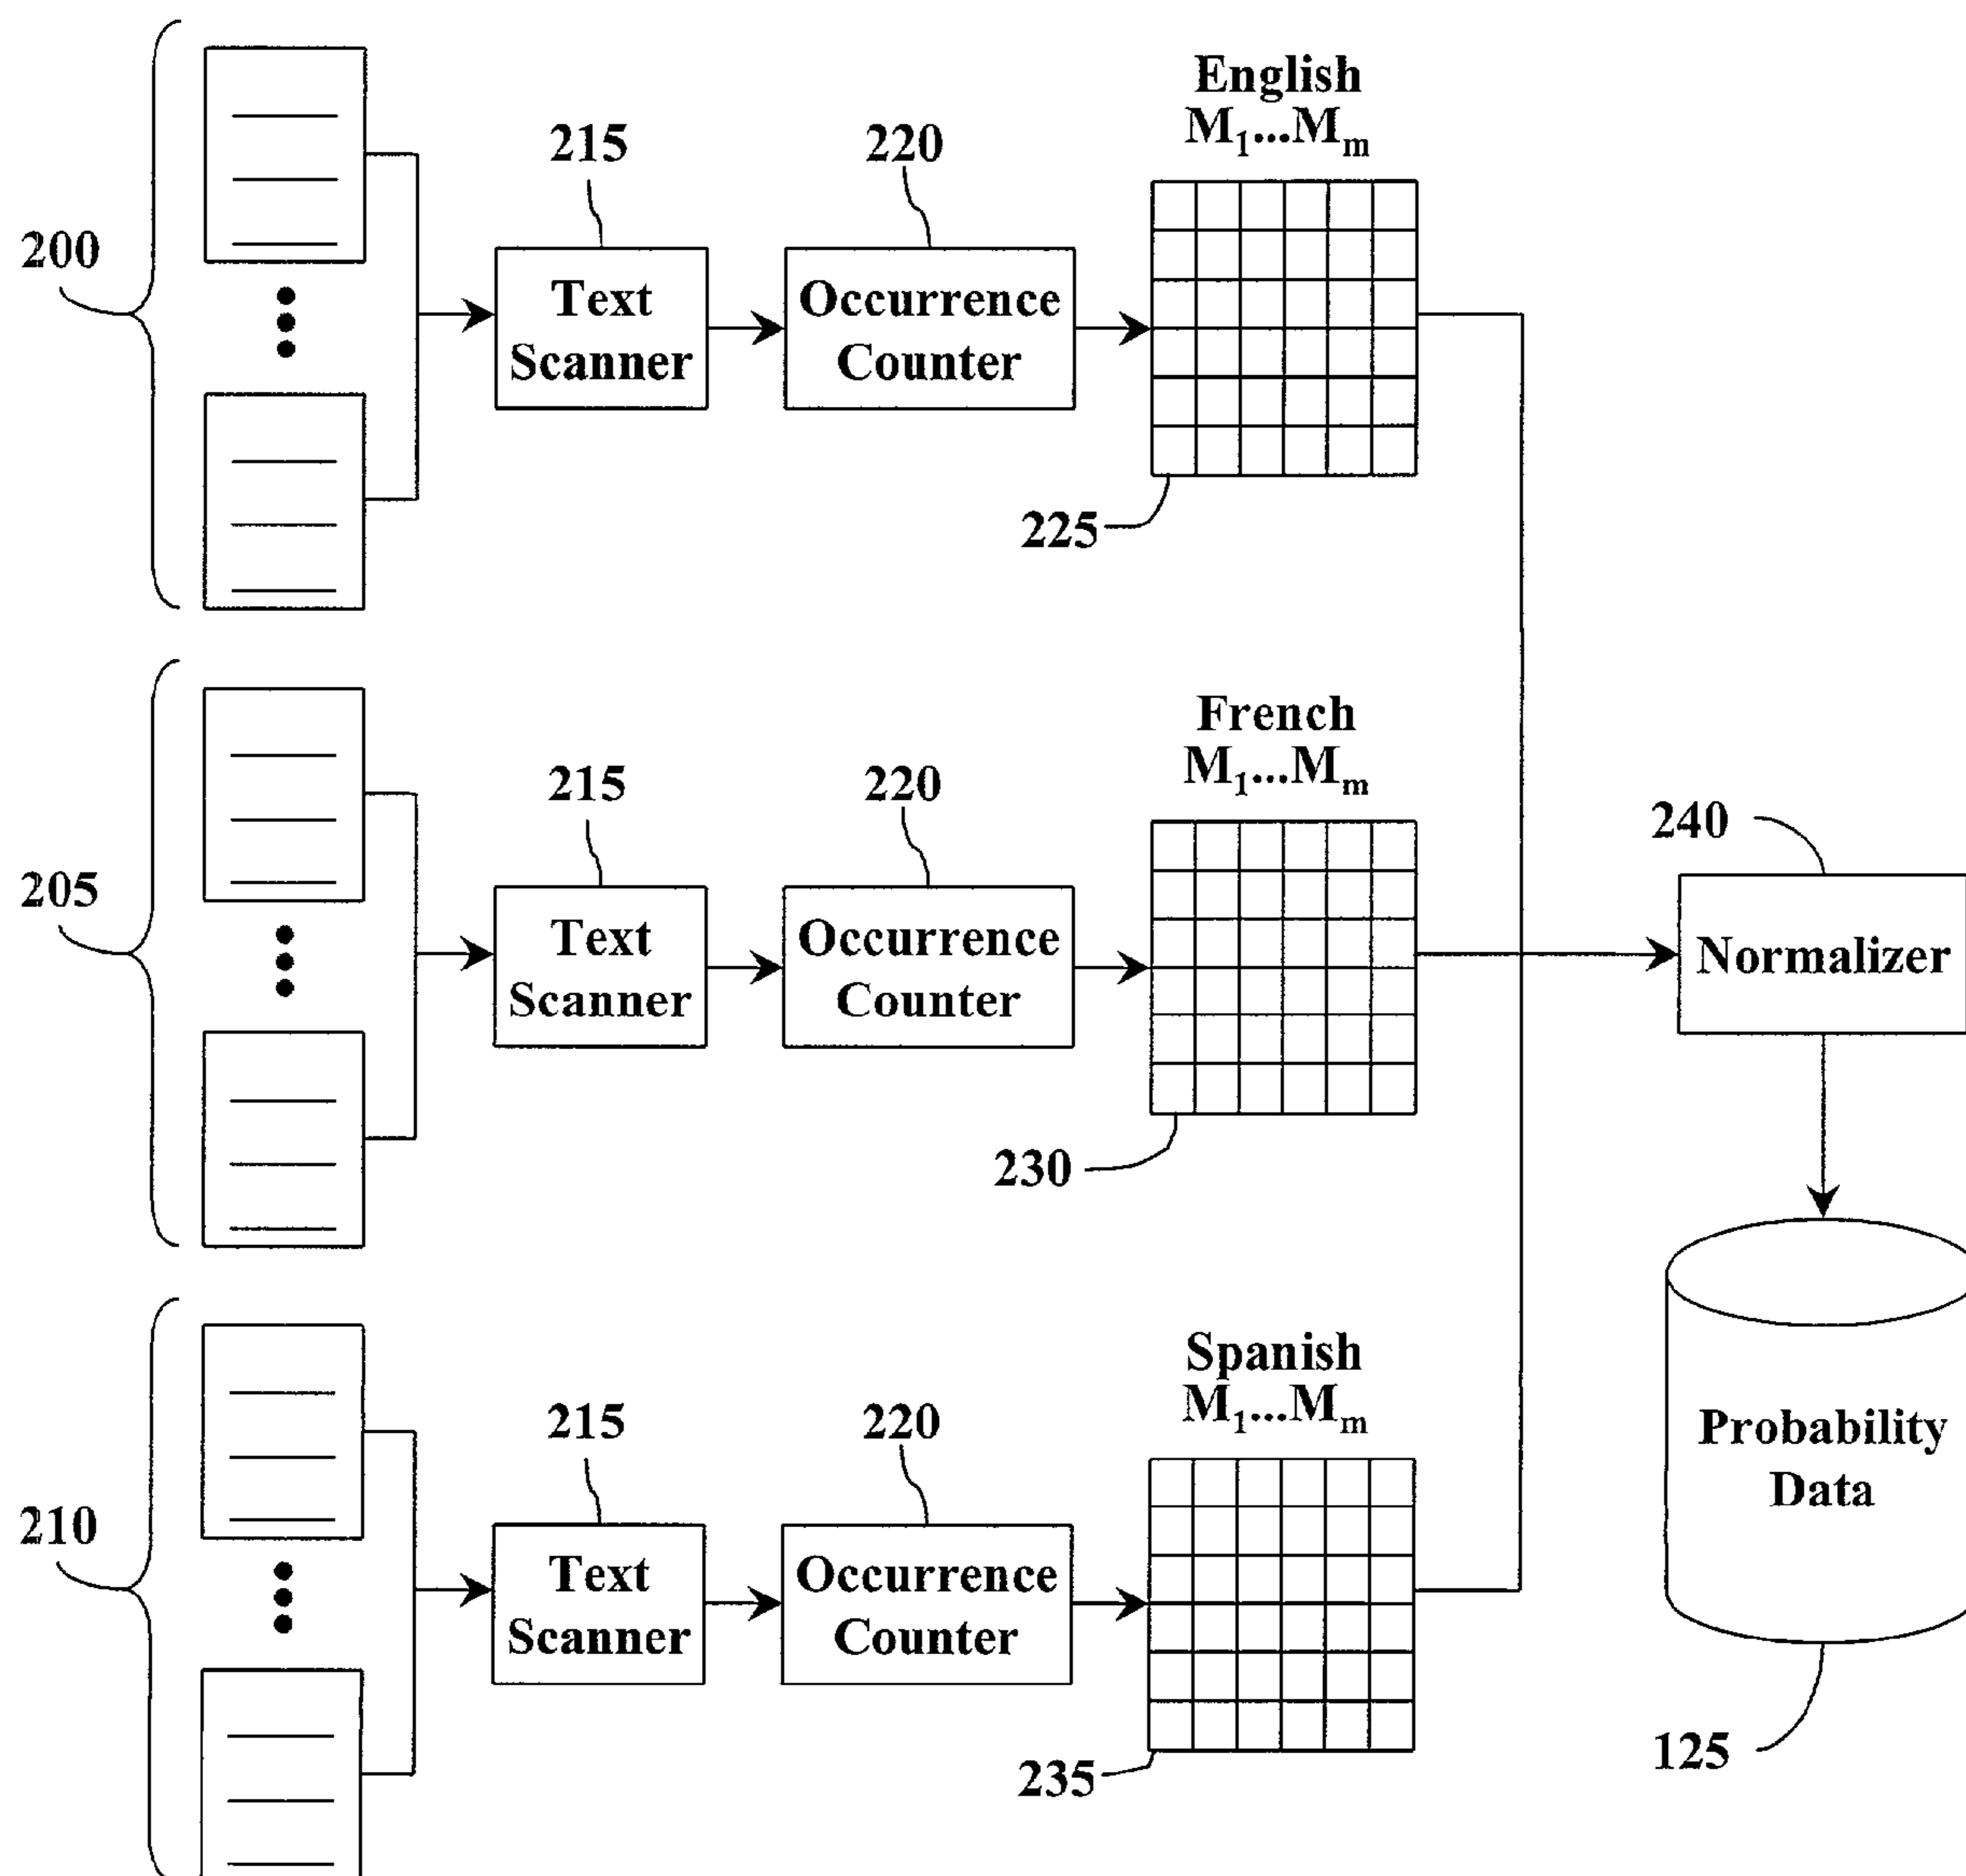 English
M1...Mm
215
220
200
Text
Scanner
Occurrence
Counter
225
French
M1...Mm
215
220
240
205
Text
Scanner
Occurrence
Counter
Normalizer
230
Spanish
M1...Mm
215
220
Probability
Data
210
Text
Scanner
Occurrence
Counter
235
125